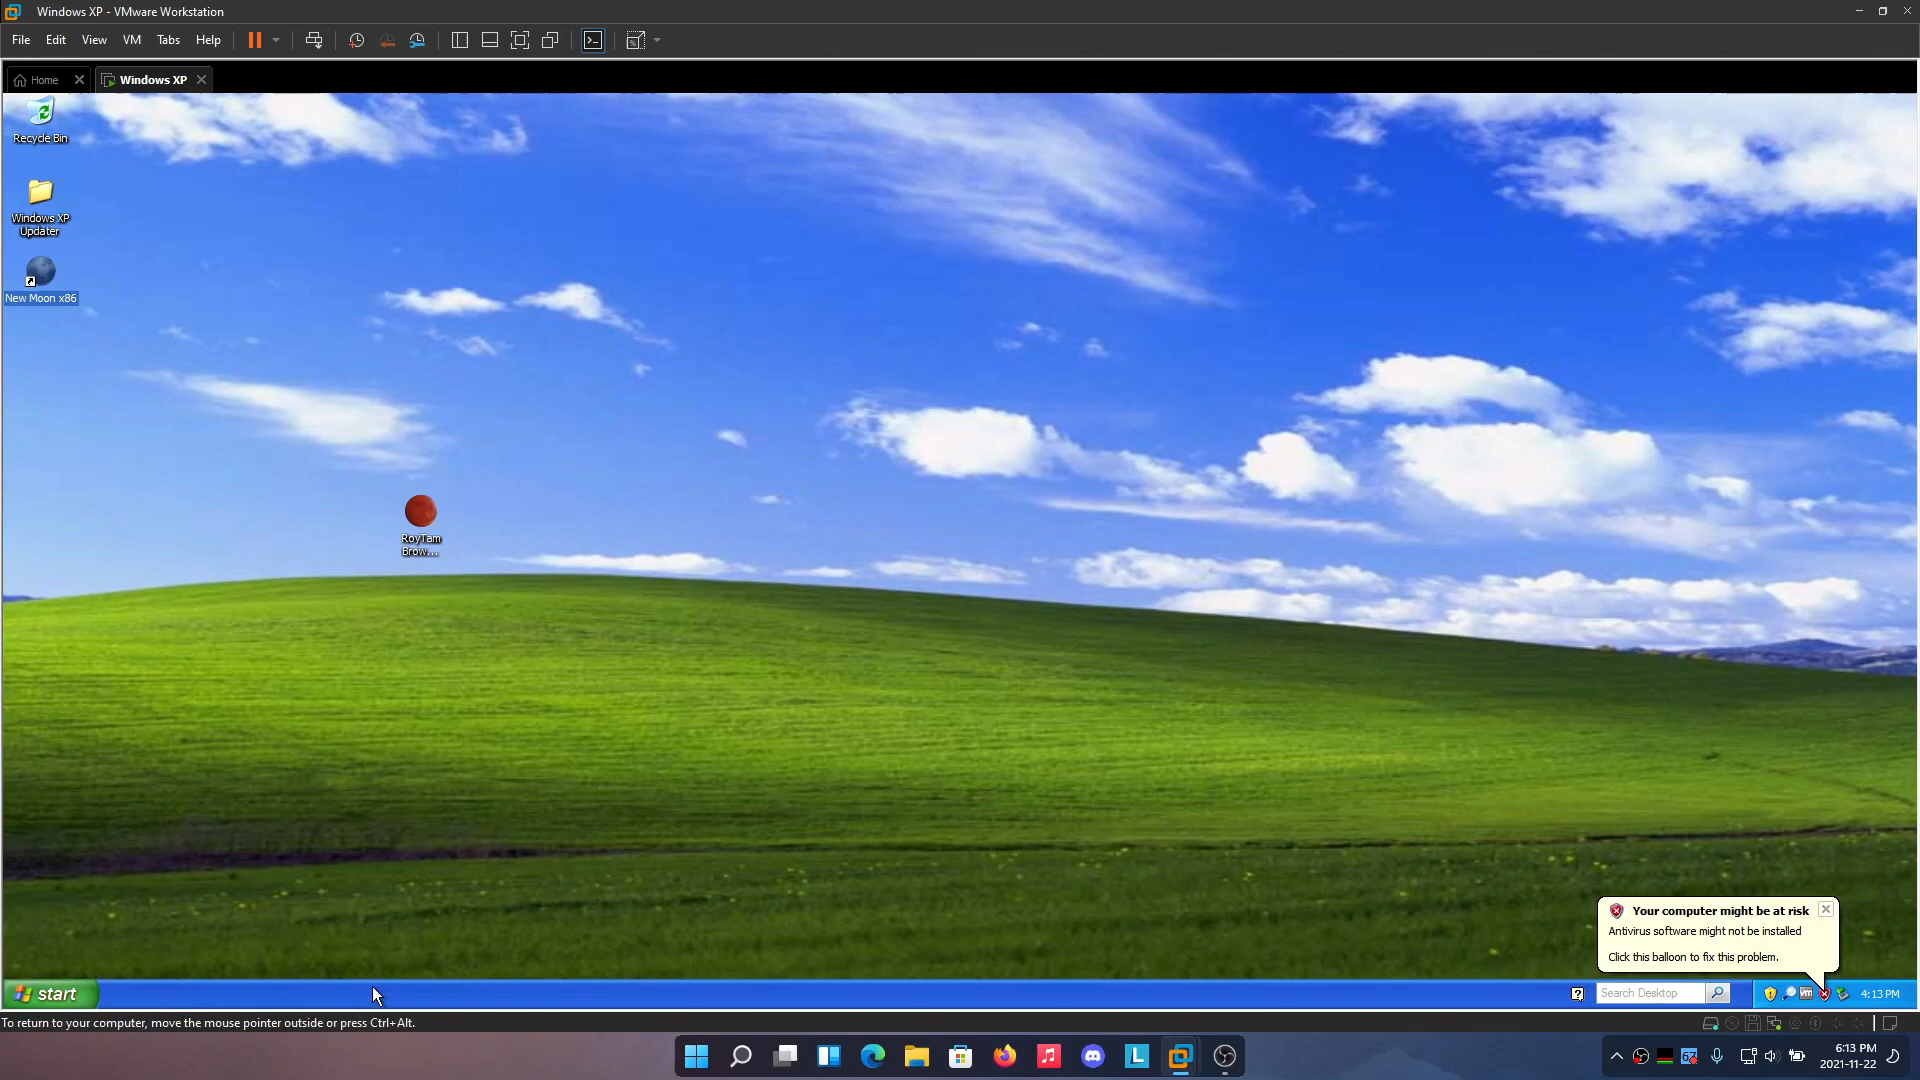 Windows XP - VMware Workstation
File Edit View VM Tabs Help
Home Windows XP
Recycle Bin
Windows XP
Updater
New Moon x86
RoyTam
Brow...
Your computer might be at risk
Antivirus software might not be installed
Click this balloon to fix this problem.
start
Search Desktop
vm
4:13 PM
To return to your computer, move the mouse pointer outside or press Ctrl+Alt.
L
6:13 PM
2021-11-22